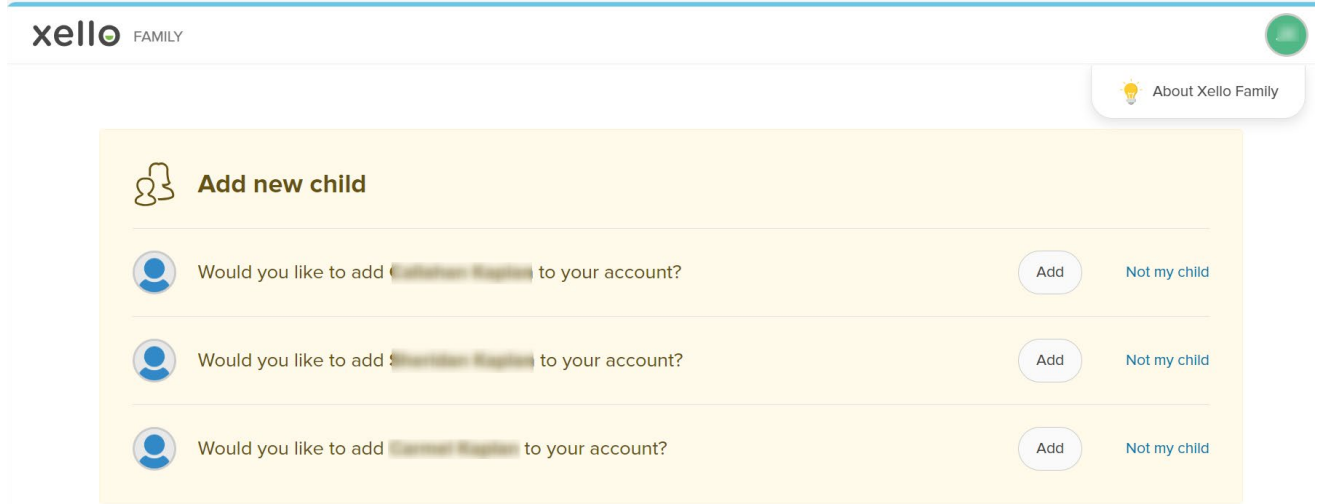 xello FAMILY
About Xello Family
Add new child
Would you like to add to your account? Add Not my child
Would you like to add to your account? Add Not my child
Would you like to add to your account? Add Not my child